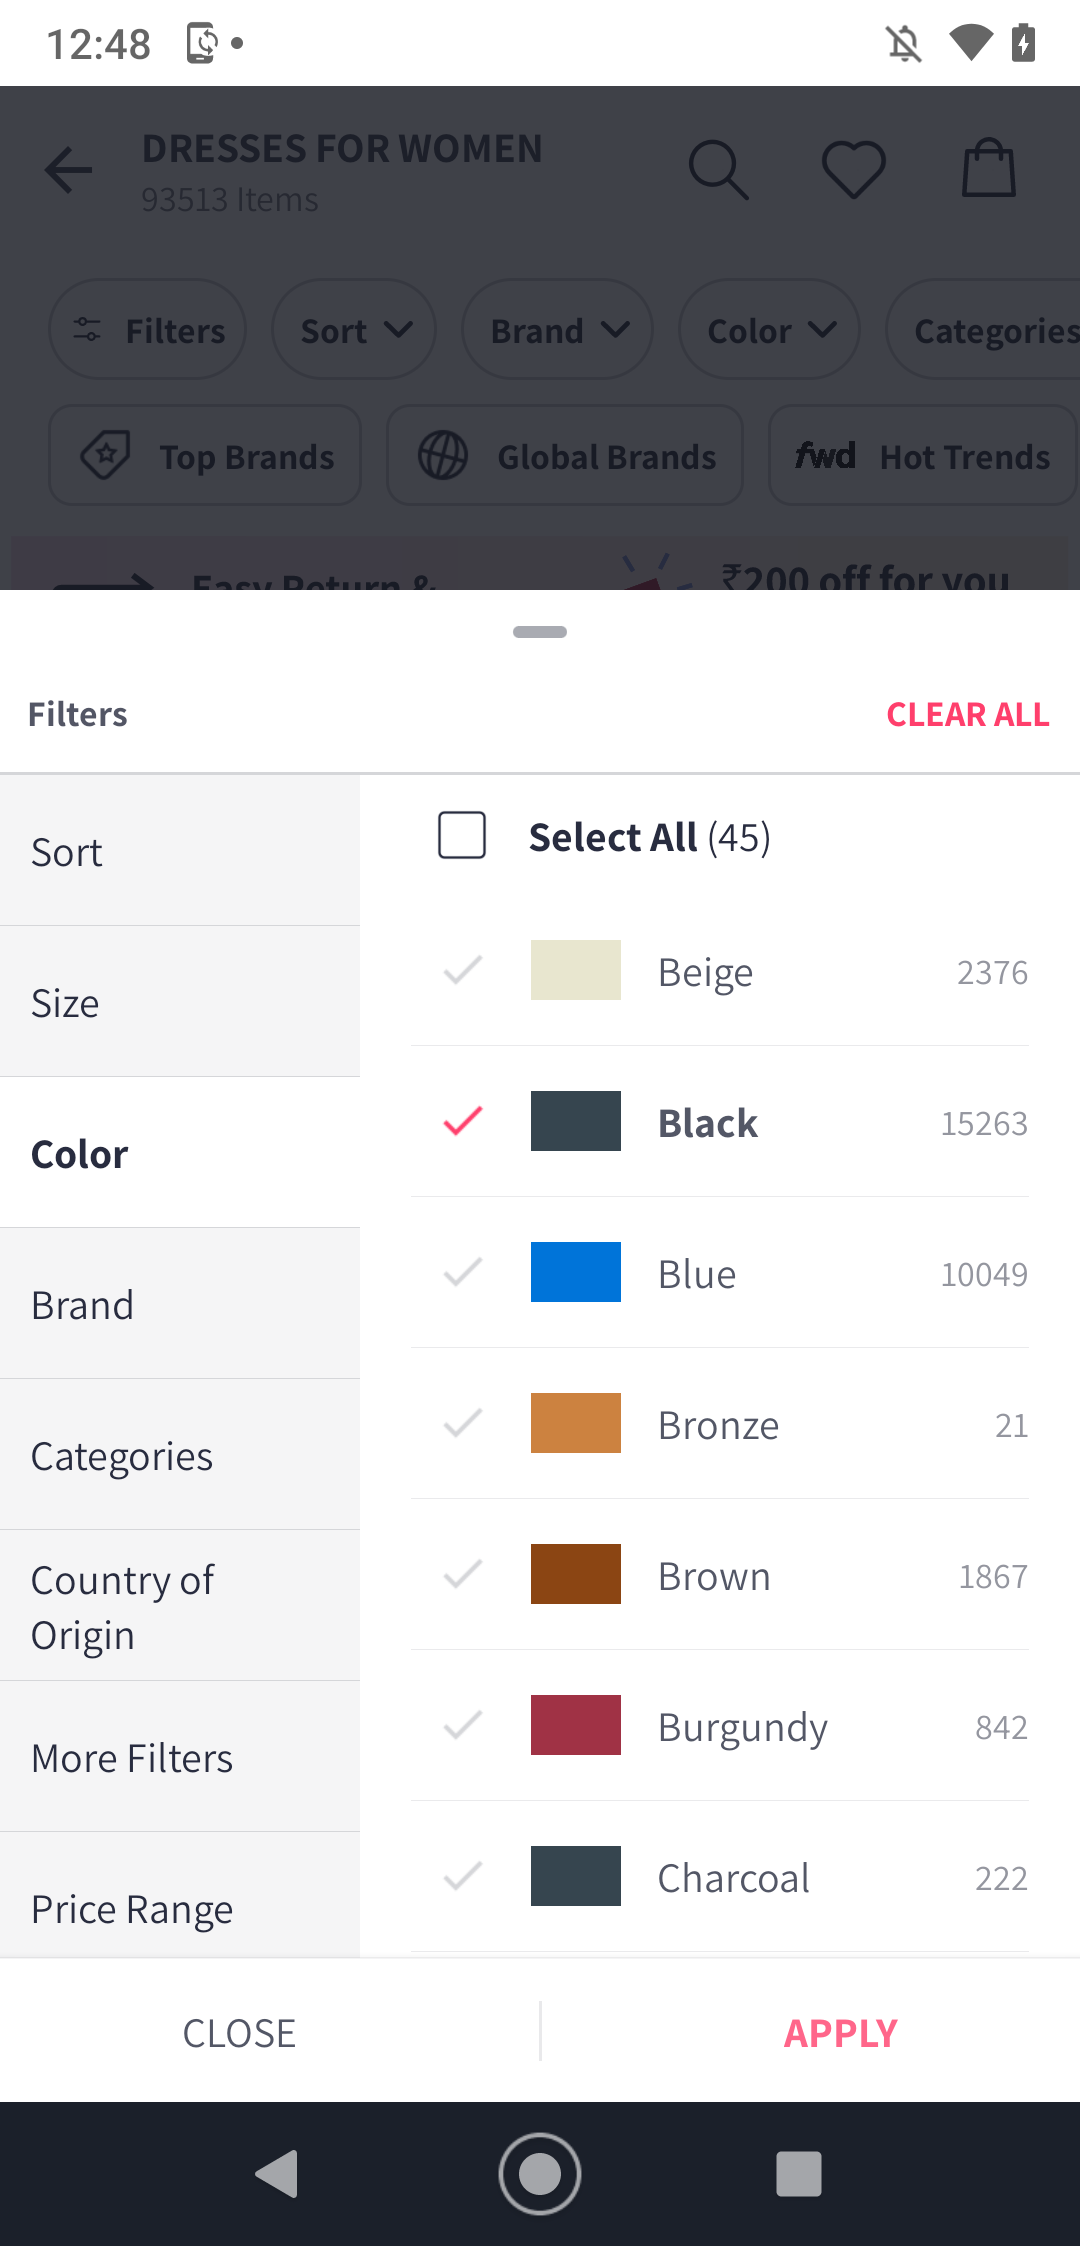 12:48
DRESSES FOR WOMEN
93513 Items
Filters
Sort
Brand
Color
Categories
Top Brands
Global Brands
fwd Hot Trends
Easy Return &
₹200 off for you
Filters
CLEAR ALL
Sort
Size
Color
Brand
Categories
Country of
Origin
More Filters
Price Range
Select All (45)
Beige 2376
Black 15263
Blue 10049
Bronze 21
Brown 1867
Burgundy 842
Charcoal 222
CLOSE
APPLY